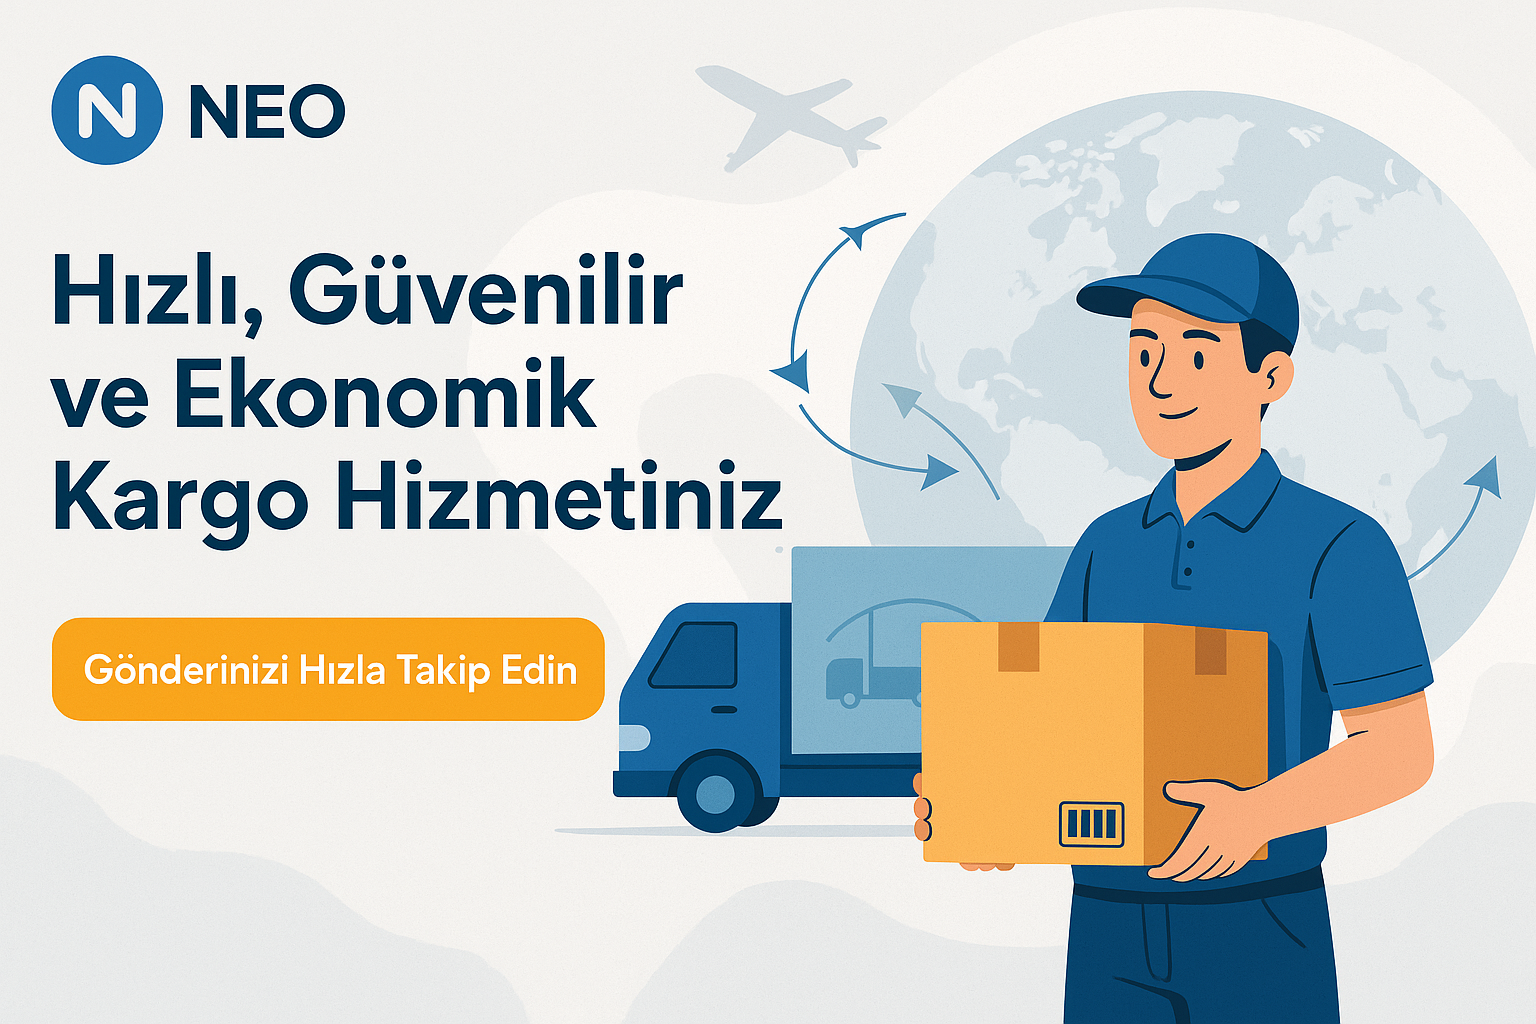 N NEO
Hızlı, Güvenilir
ve Ekonomik
Kargo Hizmetiniz
Gönderinizi Hızla Takip Edin